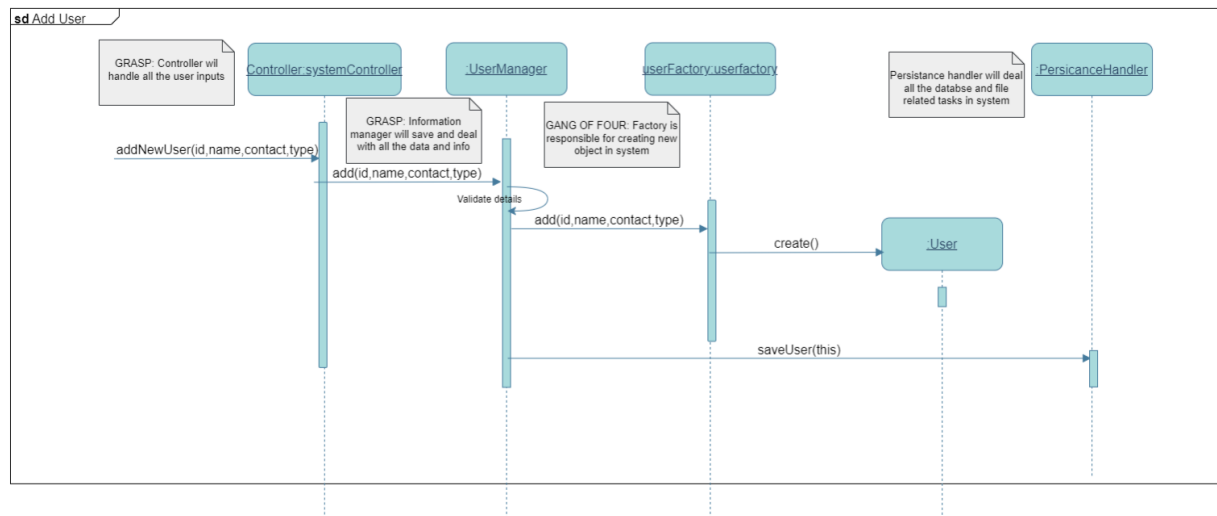 sd Add User
GRASP: Controller wil
handle all the user inputs
Controller:systemController
:UserManager
userFactory:userfactory
Persistance handler will deal
all the databse and file
related tasks in system
:PersicanceHandler
GRASP: Information
manager will save and deal
with all the data and info
GANG OF FOUR: Factory is
responsible for creating new
object in system
addNewUser(id,name,contact,type)
add(id,name,contact,type)
Validate details
add(id,name,contact,type)
create()
:User
saveUser(this)